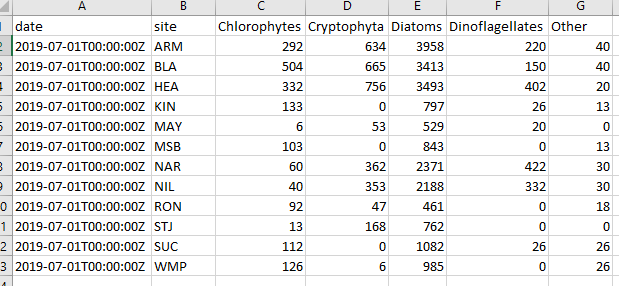 A B C D E F G
1 date site Chlorophytes Cryptophyta Diatoms Dinoflagellates Other
2 2019-07-01T00:00:00Z ARM 292 634 3958 220 40
3 2019-07-01T00:00:00Z BLA 504 665 3413 150 40
4 2019-07-01T00:00:00Z HEA 332 756 3493 402 20
5 2019-07-01T00:00:00Z KIN 133 0 797 26 13
6 2019-07-01T00:00:00Z MAY 6 53 529 20 0
7 2019-07-01T00:00:00Z MSB 103 0 843 0 13
8 2019-07-01T00:00:00Z NAR 60 362 2371 422 30
9 2019-07-01T00:00:00Z NIL 40 353 2188 332 30
0 2019-07-01T00:00:00Z RON 92 47 461 0 18
1 2019-07-01T00:00:00Z STJ 13 168 762 0 0
2 2019-07-01T00:00:00Z SUC 112 0 1082 26 26
3 2019-07-01T00:00:00Z WMP 126 6 985 0 26